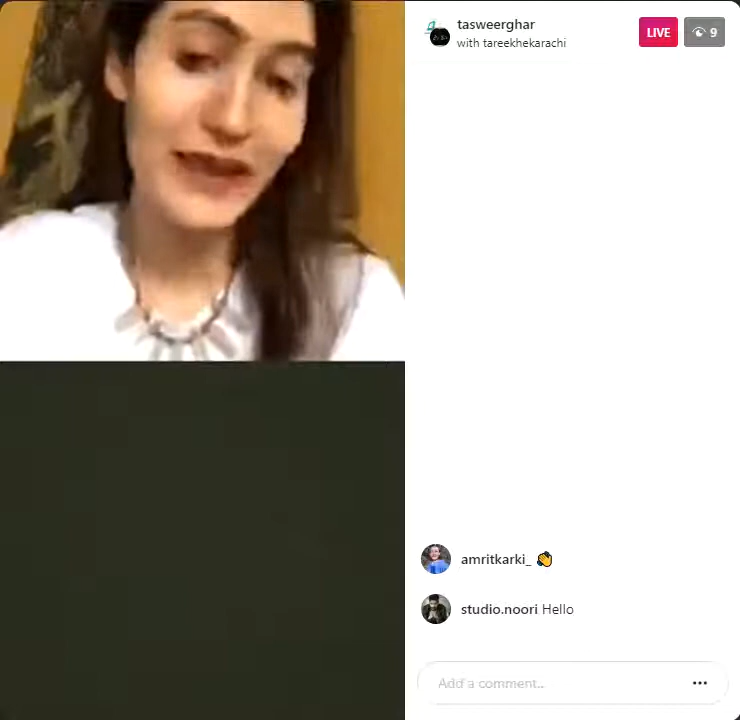 tasweerghar
with tareekhekarachi
LIVE
9
amritkarki_ 👏
studio.noori Hello
Add a comment...